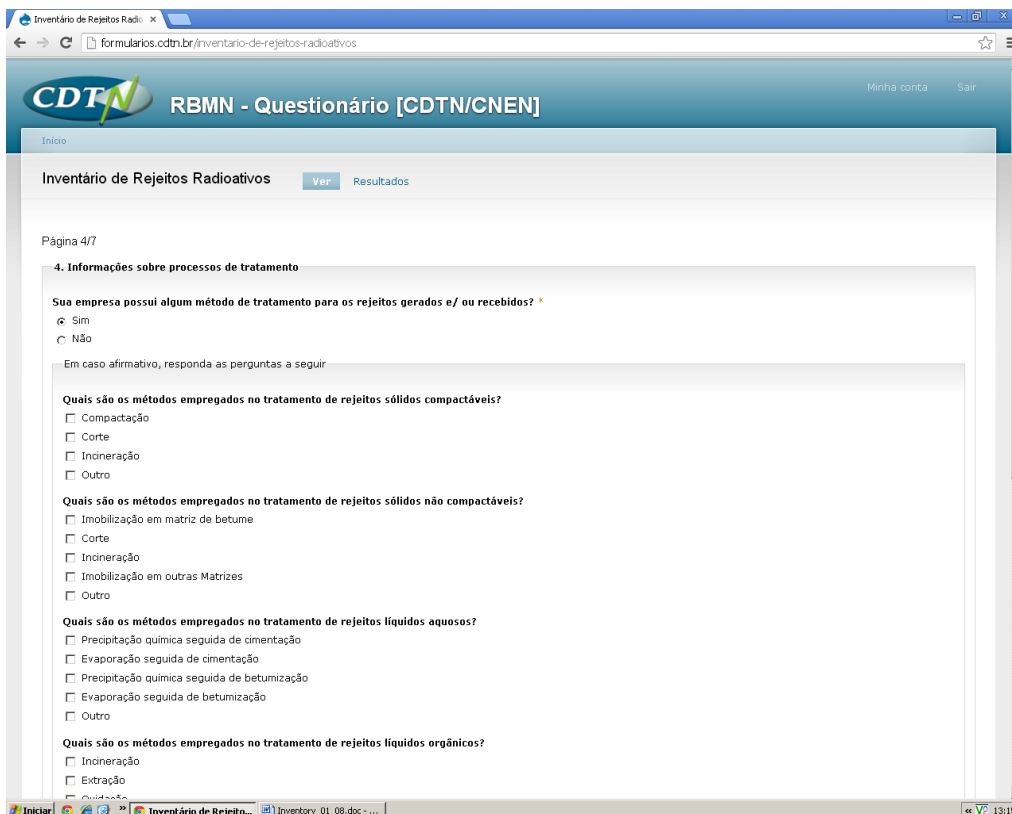 Inventário de Rejeitos Radio
formularios.cdtn.br/inventario-de-rejeitos-radioativos
CDTN
RBMN - Questionário [CDTN/CNEN]
Minha conta
Sair
Início
Inventário de Rejeitos Radioativos
Ver
Resultados
Página 4/7
4. Informações sobre processos de tratamento
Sua empresa possui algum método de tratamento para os rejeitos gerados e/ ou recebidos? *
Sim
Não
Em caso afirmativo, responda as perguntas a seguir
Quais são os métodos empregados no tratamento de rejeitos sólidos compactáveis?
Compactação
Corte
Incineração
Outro
Quais são os métodos empregados no tratamento de rejeitos sólidos não compactáveis?
Imobilização em matriz de betume
Corte
Incineração
Imobilização em outras Matrizes
Outro
Quais são os métodos empregados no tratamento de rejeitos líquidos aquosos?
Precipitação química seguida de cimentação
Evaporação seguida de cimentação
Precipitação química seguida de betumização
Evaporação seguida de betumização
Outro
Quais são os métodos empregados no tratamento de rejeitos líquidos orgânicos?
Incineração
Extração
Oxidação
Iniciar
Inventário de Rejeito...
Inventory_01_08.doc - ...